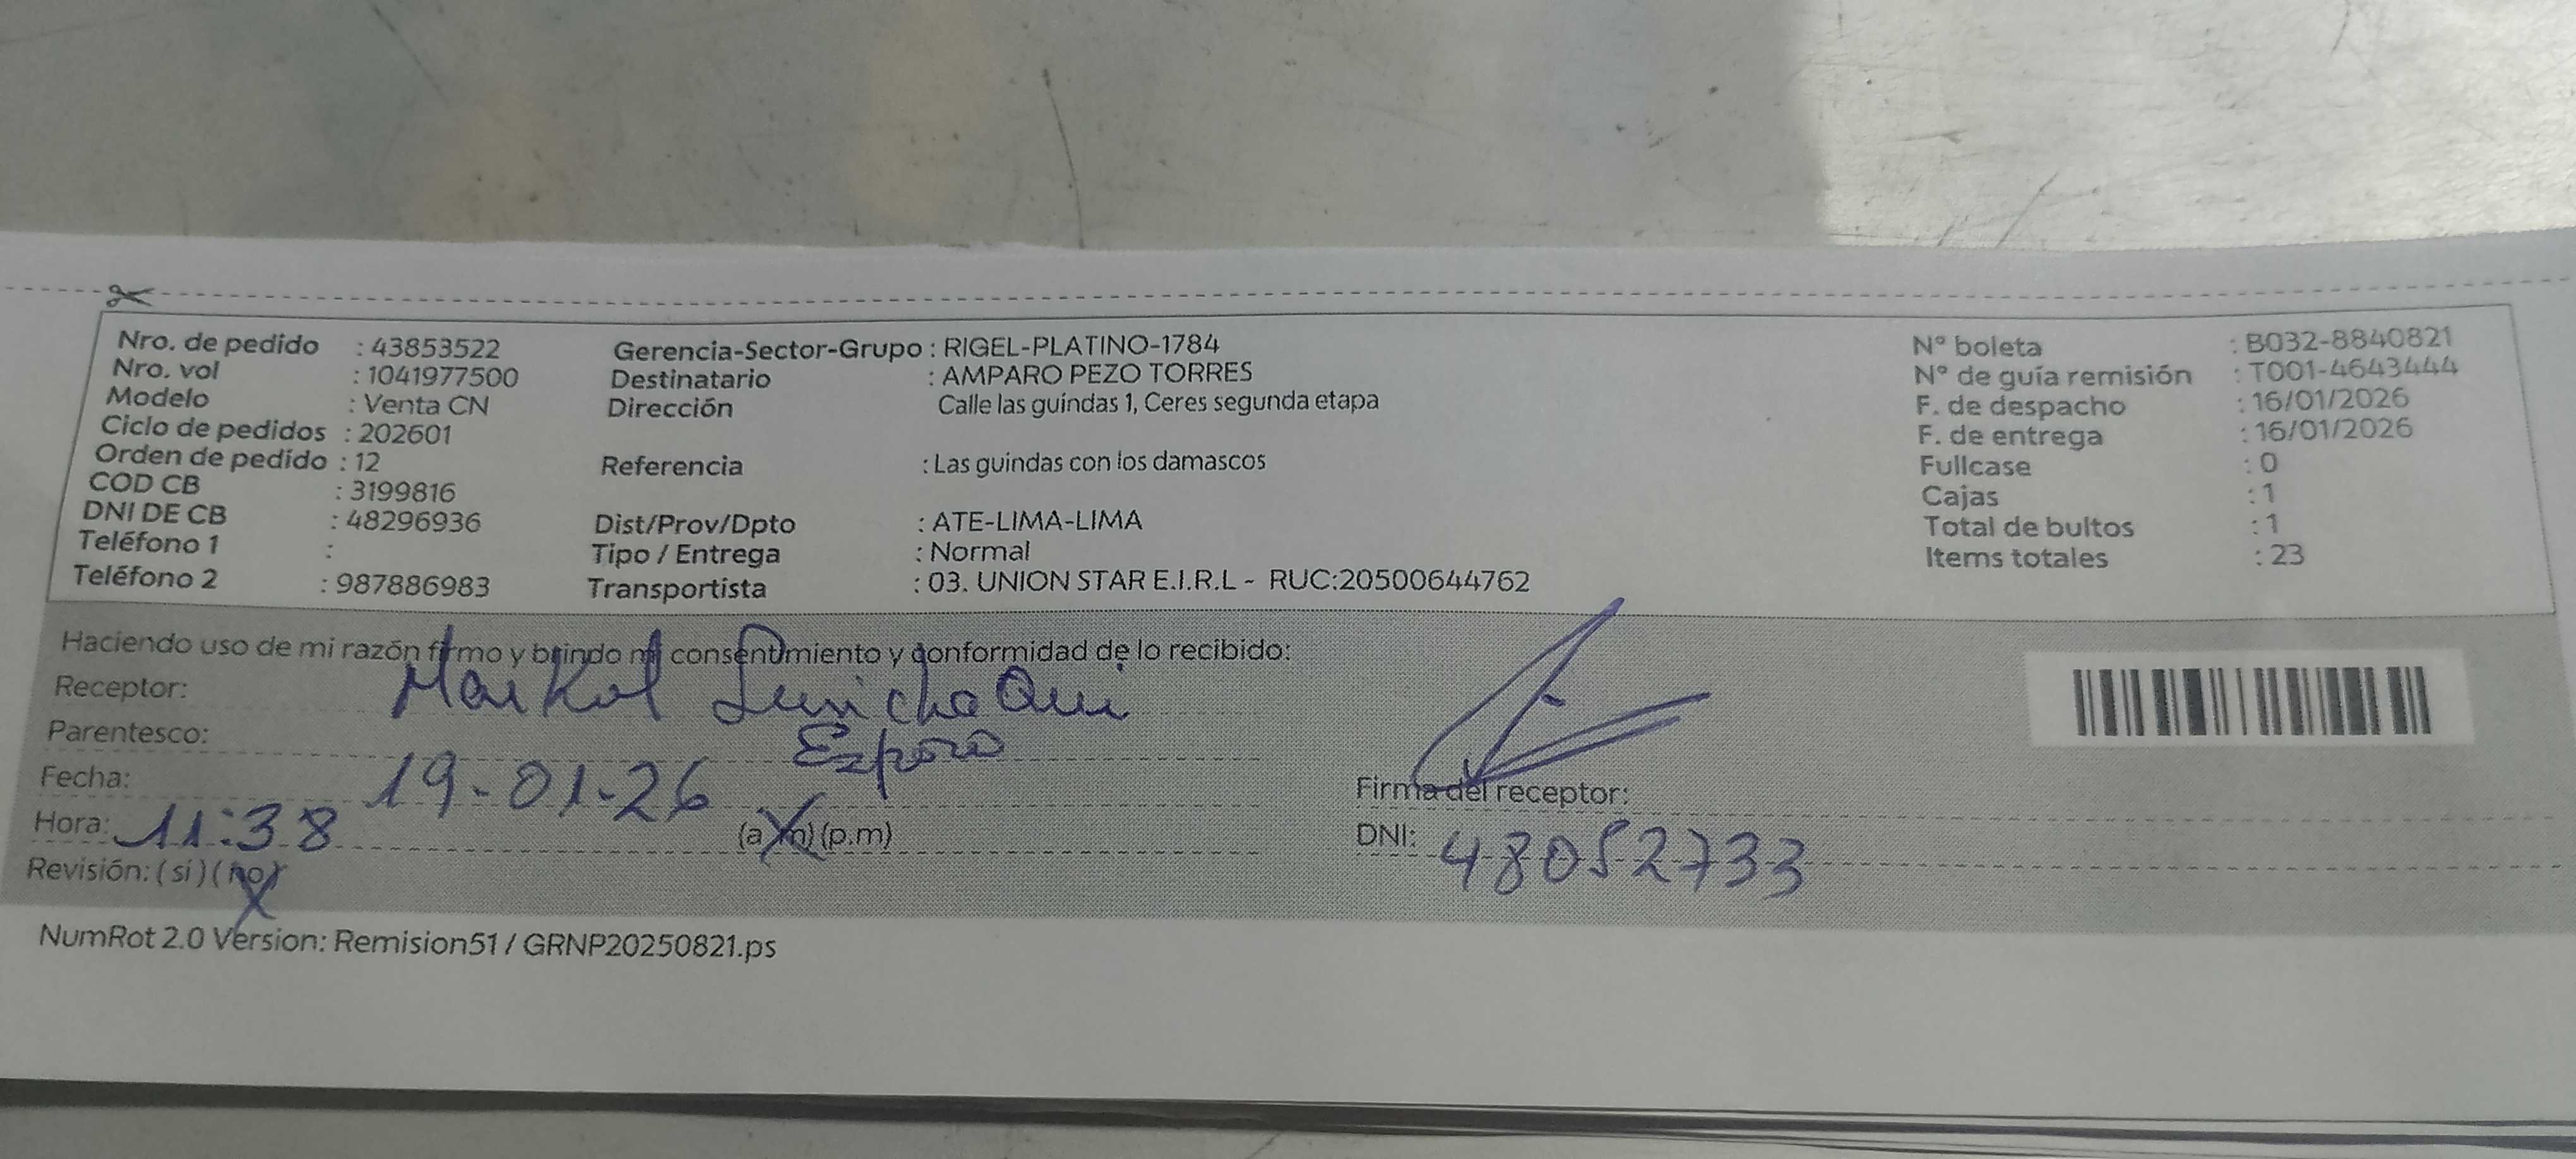 Nro. de pedido : 43853522
Nro. vol : 1041977500
Modelo : Venta CN
Ciclo de pedidos : 202601
Orden de pedido : 12
COD CB : 3199816
DNI DE CB : 48296936
Teléfono 1 :
Teléfono 2 : 987886983
Gerencia-Sector-Grupo : RIGEL-PLATINO-1784
Destinatario : AMPARO PEZO TORRES
Dirección Calle las guindas 1, Ceres segunda etapa
Referencia : Las guindas con los damascos
Dist/Prov/Dpto : ATE-LIMA-LIMA
Tipo / Entrega : Normal
Transportista : 03. UNION STAR E.I.R.L - RUC:20500644762
N° boleta : B032-8840821
N° de guía remisión : T001-4643444
F. de despacho : 16/01/2026
F. de entrega : 16/01/2026
Fullcase : 0
Cajas : 1
Total de bultos : 1
Items totales : 23
Haciendo uso de mi razón firmo y brindo mi consentimiento y conformidad de lo recibido:
Receptor:
Parentesco: Esposo
Fecha: 19-01-26
Hora: 11:38 (a.m) (p.m)
Revisión: (si) (no)
Firma del receptor:
DNI: 48052733
NumRot 2.0 Version: Remision51 / GRNP20250821.ps